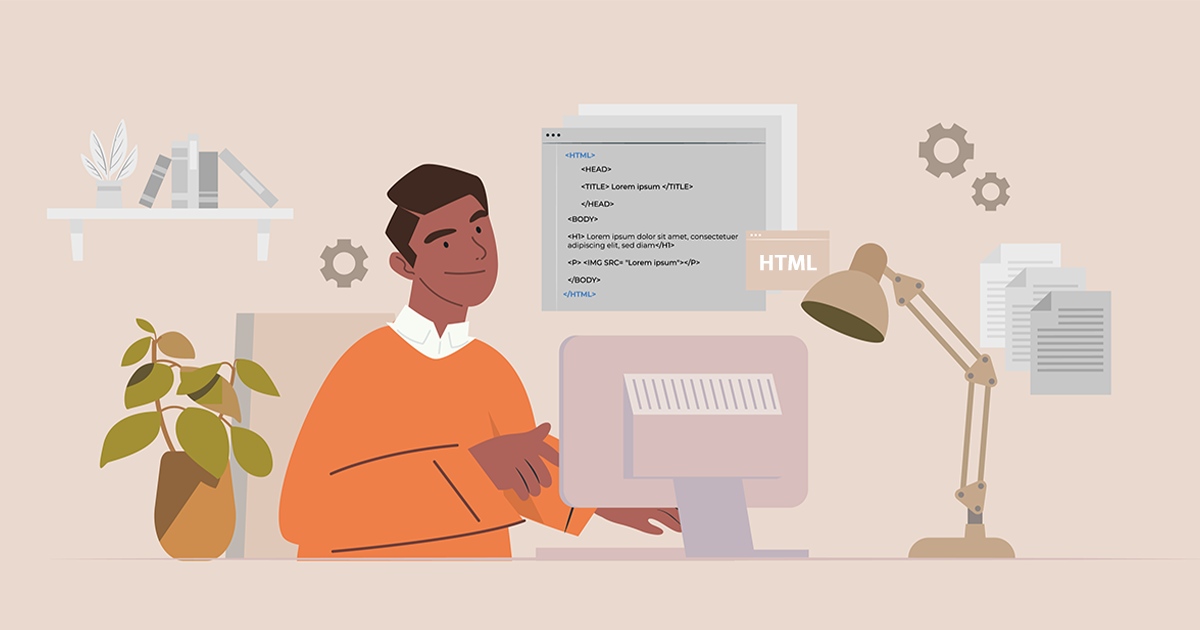 <HTML>
<HEAD>
<TITLE> Lorem ipsum </TITLE>
</HEAD>
<BODY>
<H1> Lorem ipsum dolor sit amet, consectetuer
adipiscing elit, sed diam</H1>
<P> <IMG SRC= "Lorem ipsum"></P>
</BODY>
</HTML>
HTML